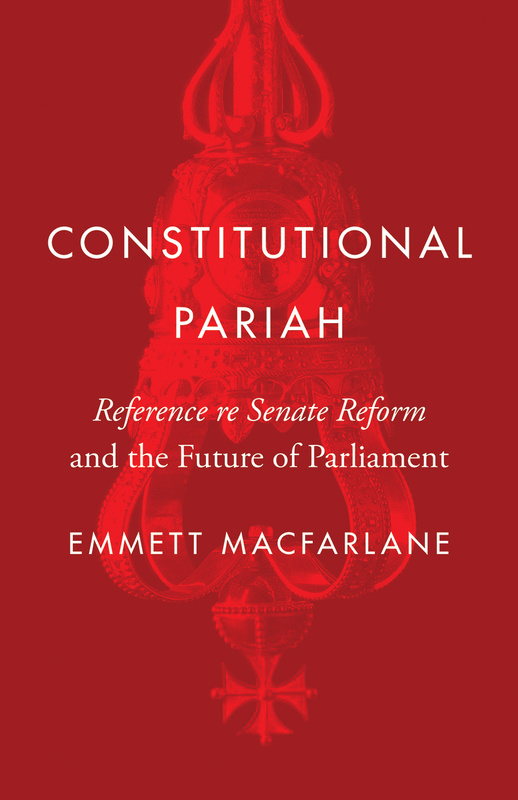 CONSTITUTIONAL
PARIAH
Reference re Senate Reform
and the Future of Parliament
EMMETT MACFARLANE